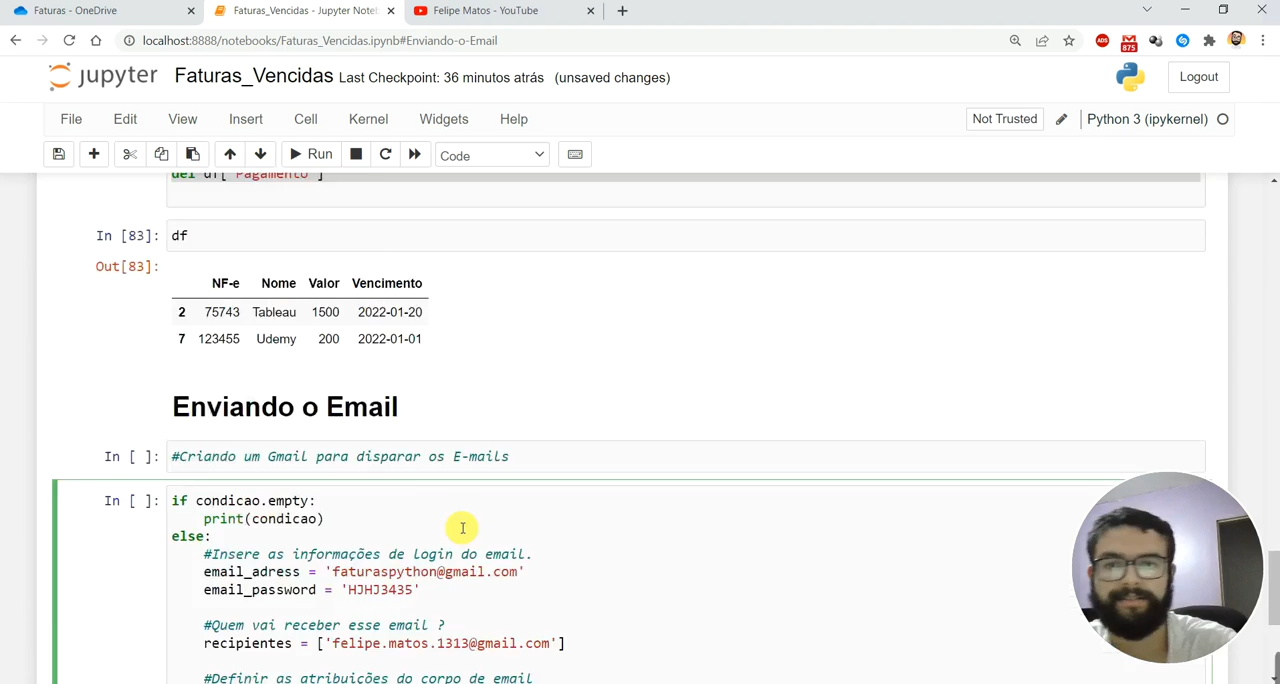 Faturas - OneDrive
Faturas_Vencidas - Jupyter Note
Felipe Matos - YouTube
localhost:8888/notebooks/Faturas_Vencidas.ipynb#Enviando-o-Email
ADS
875
jupyter Faturas_Vencidas Last Checkpoint: 36 minutos atrás (unsaved changes)
Logout
File Edit View Insert Cell Kernel Widgets Help
Not Trusted
Python 3 (ipykernel)
Run
Code
del df['Pagamento']
In [83]: df
Out[83]:
NF-e Nome Valor Vencimento
2 75743 Tableau 1500 2022-01-20
7 123455 Udemy 200 2022-01-01
Enviando o Email
In [ ]: #Criando um Gmail para disparar os E-mails
In [ ]: if condicao.empty:
print(condicao)
else:
#Insere as informações de login do email.
email_adress = 'faturaspython@gmail.com'
email_password = 'HJHJ3435'
#Quem vai receber esse email ?
recipientes = ['felipe.matos.1313@gmail.com']
#Definir as atribuições do corpo de email